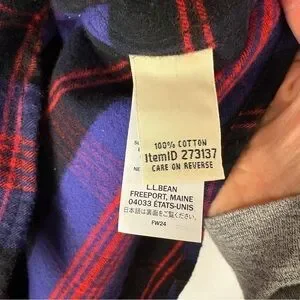 100% COTTON
ItemID 273137
CARE ON REVERSE
L.L.BEAN
FREEPORT, MAINE
04033 ÉTATS-UNIS
日本語は裏面をご覧ください。
FW24